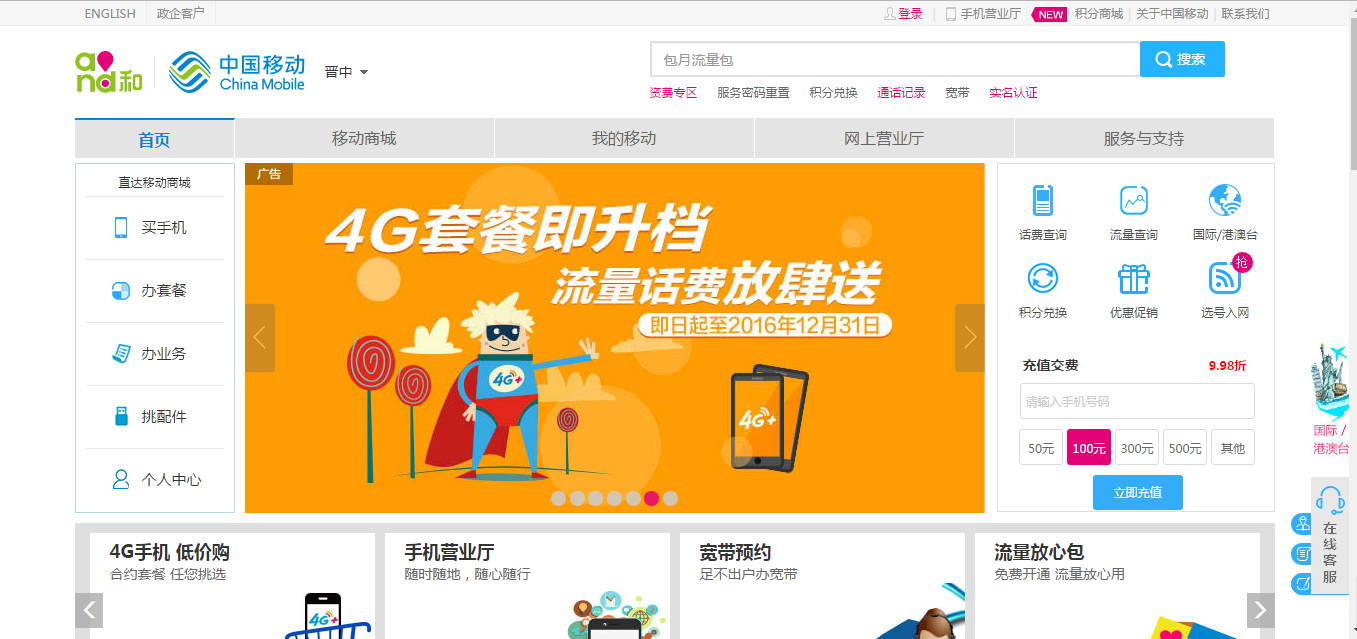 ENGLISH 政企客户 登录 手机营业厅 NEW 积分商城 关于中国移动 联系我们
and和 中国移动 China Mobile 晋中
包月流量包 搜索
资费专区 服务密码重置 积分兑换 通话记录 宽带 实名认证
首页 移动商城 我的移动 网上营业厅 服务与支持
直达移动商城
买手机
办套餐
办业务
挑配件
个人中心
广告
4G套餐即升档
流量话费放肆送
即日起至2016年12月31日
4G+
4G+
话费查询 流量查询 国际/港澳台
抢
积分兑换 优惠促销 选号入网
充值交费 9.98折
请输入手机号码
50元 100元 300元 500元 其他
立即充值
国际 /
港澳台
在线客服
4G手机 低价购
合约套餐 任您挑选
4G+
手机营业厅
随时随地，随心随行
宽带预约
足不出户办宽带
流量放心包
免费开通 流量放心用